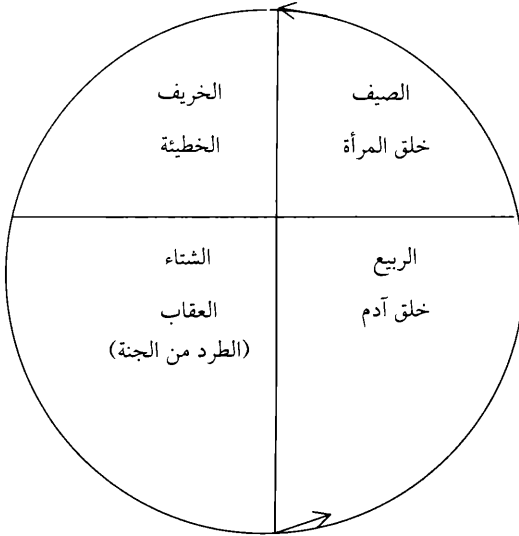 الصيف
خلق المرأة
الخريف
الخطيئة
الربيع
خلق آدم
الشتاء
العقاب
(الطرد من الجنة)